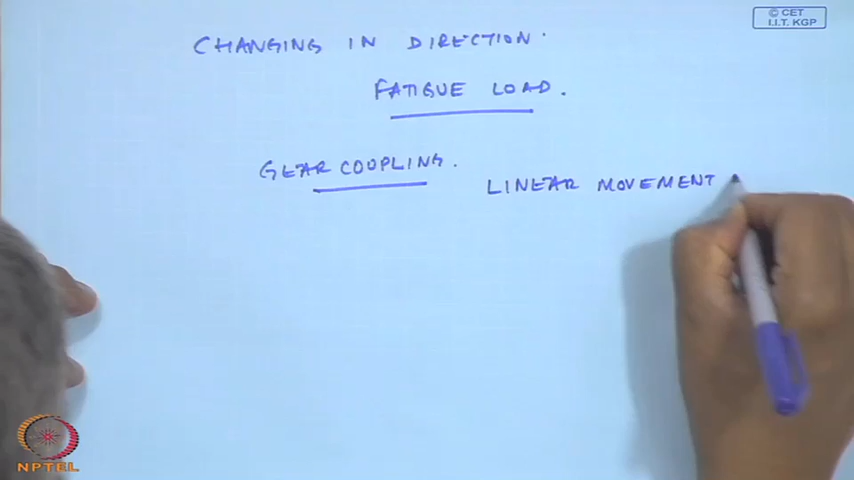 © CET
I.I.T. KGP
CHANGING IN DIRECTION.
FATIGUE LOAD.
GEAR COUPLING.
LINEAR MOVEMENT
NPTEL